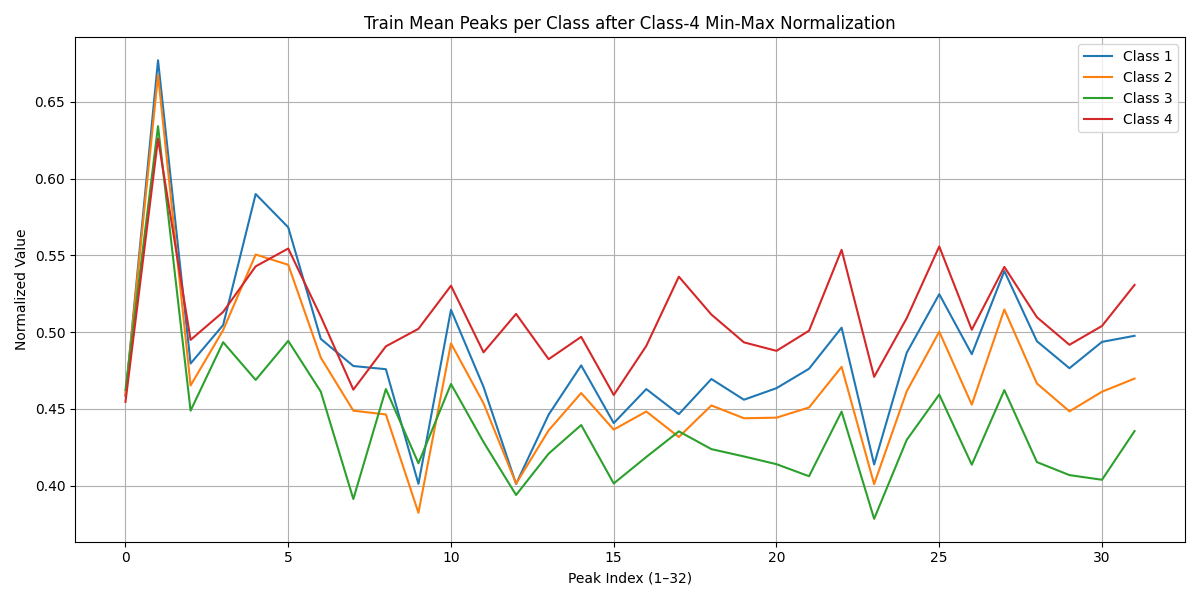 Train Mean Peaks per Class after Class-4 Min-Max Normalization
Class 1
Class 2
Class 3
Class 4
Normalized Value
0.65
0.60
0.55
0.50
0.45
0.40
0 5 10 15 20 25 30
Peak Index (1–32)